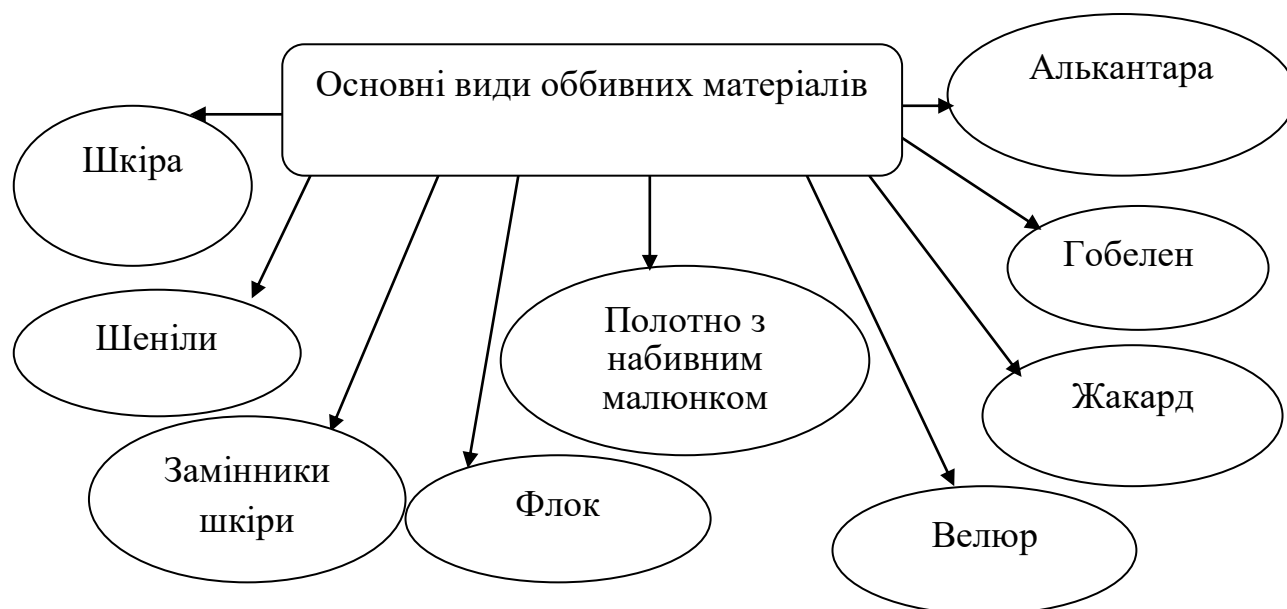 Основні види оббивних матеріалів
Алькантара
Шкіра
Гобелен
Шеніли
Полотно з
набивним
малюнком
Жакард
Замінники
шкіри
Флок
Велюр